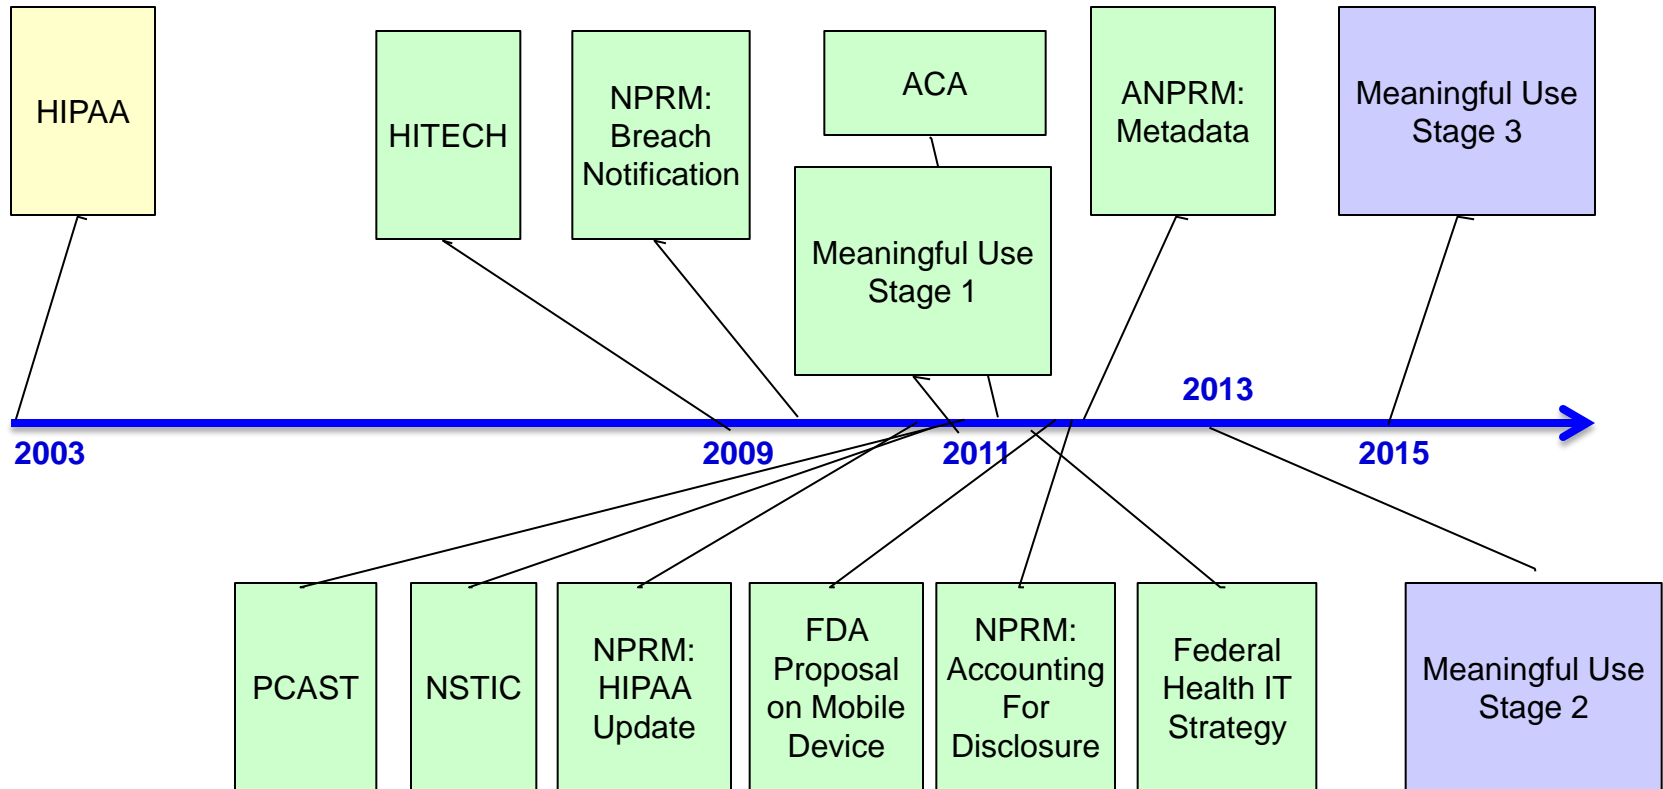 HIPAA
HITECH
NPRM:
Breach
Notification
ACA
Meaningful Use
Stage 1
ANPRM:
Metadata
Meaningful Use
Stage 3
2013
2003
2009
2011
2015
PCAST
NSTIC
NPRM:
HIPAA
Update
FDA
Proposal
on Mobile
Device
NPRM:
Accounting
For
Disclosure
Federal
Health IT
Strategy
Meaningful Use
Stage 2